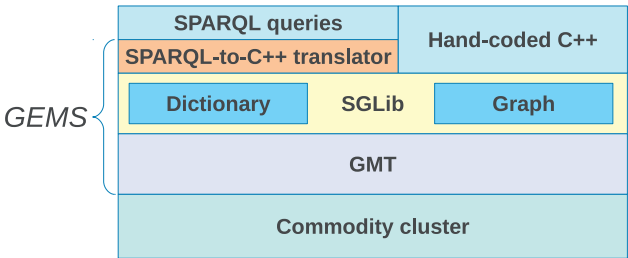 SPARQL queries
Hand-coded C++
SPARQL-to-C++ translator
GEMS
Dictionary
SGLib
Graph
GMT
Commodity cluster